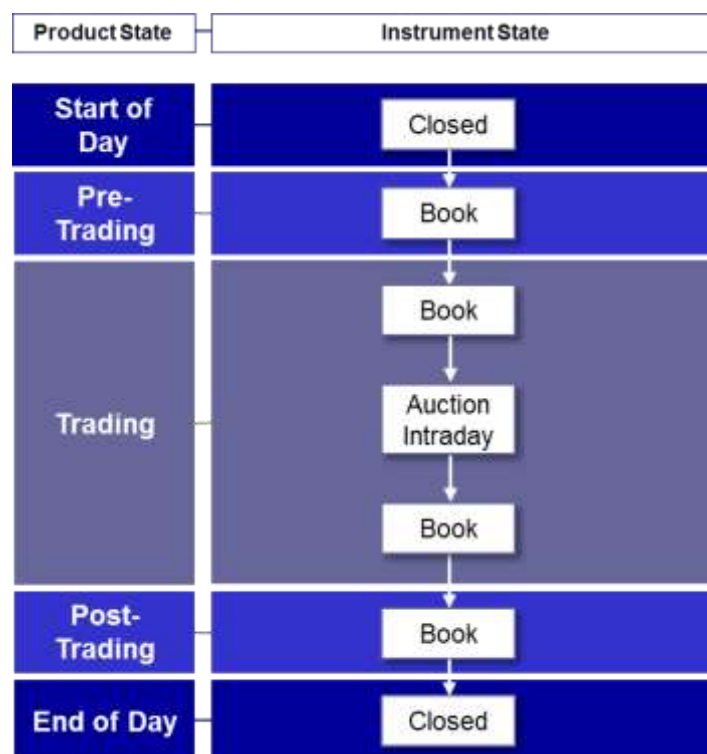 Product State
Instrument State
Start of
Day
Closed
Pre-
Trading
Book
Trading
Book
Auction
Intraday
Book
Post-
Trading
Book
End of Day
Closed